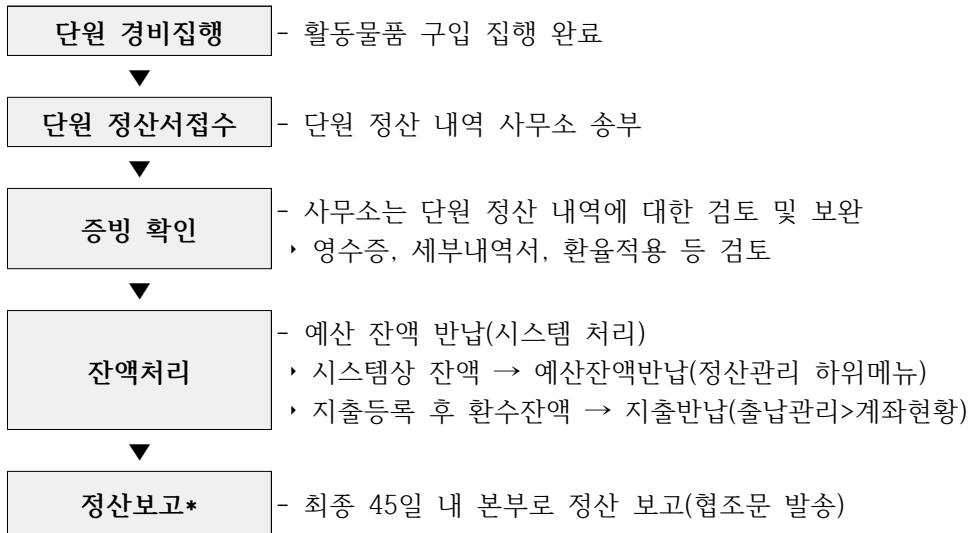 단원 경비집행 - 활동물품 구입 집행 완료
▼
단원 정산서접수 - 단원 정산 내역 사무소 송부
▼
증빙 확인
- 사무소는 단원 정산 내역에 대한 검토 및 보완
‣ 영수증, 세부내역서, 환율적용 등 검토
▼
잔액처리
- 예산 잔액 반납(시스템 처리)
‣ 시스템상 잔액 → 예산잔액반납(정산관리 하위메뉴)
‣ 지출등록 후 환수잔액 → 지출반납(출납관리>계좌현황)
▼
정산보고* - 최종 45일 내 본부로 정산 보고(협조문 발송)